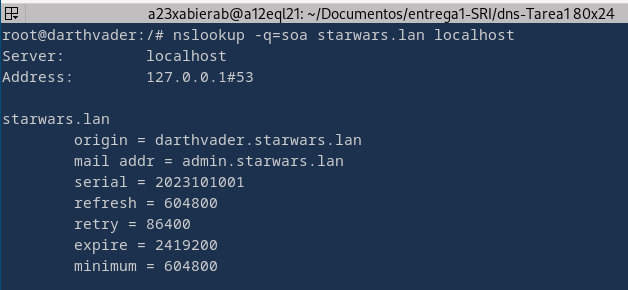 a23xabierab@a12eql21: ~/Documentos/entrega1-SRI/dns-Tarea1 80x24
root@darthvader:/# nslookup -q=soa starwars.lan localhost
Server:         localhost
Address:        127.0.0.1#53

starwars.lan
        origin = darthvader.starwars.lan
        mail addr = admin.starwars.lan
        serial = 2023101001
        refresh = 604800
        retry = 86400
        expire = 2419200
        minimum = 604800